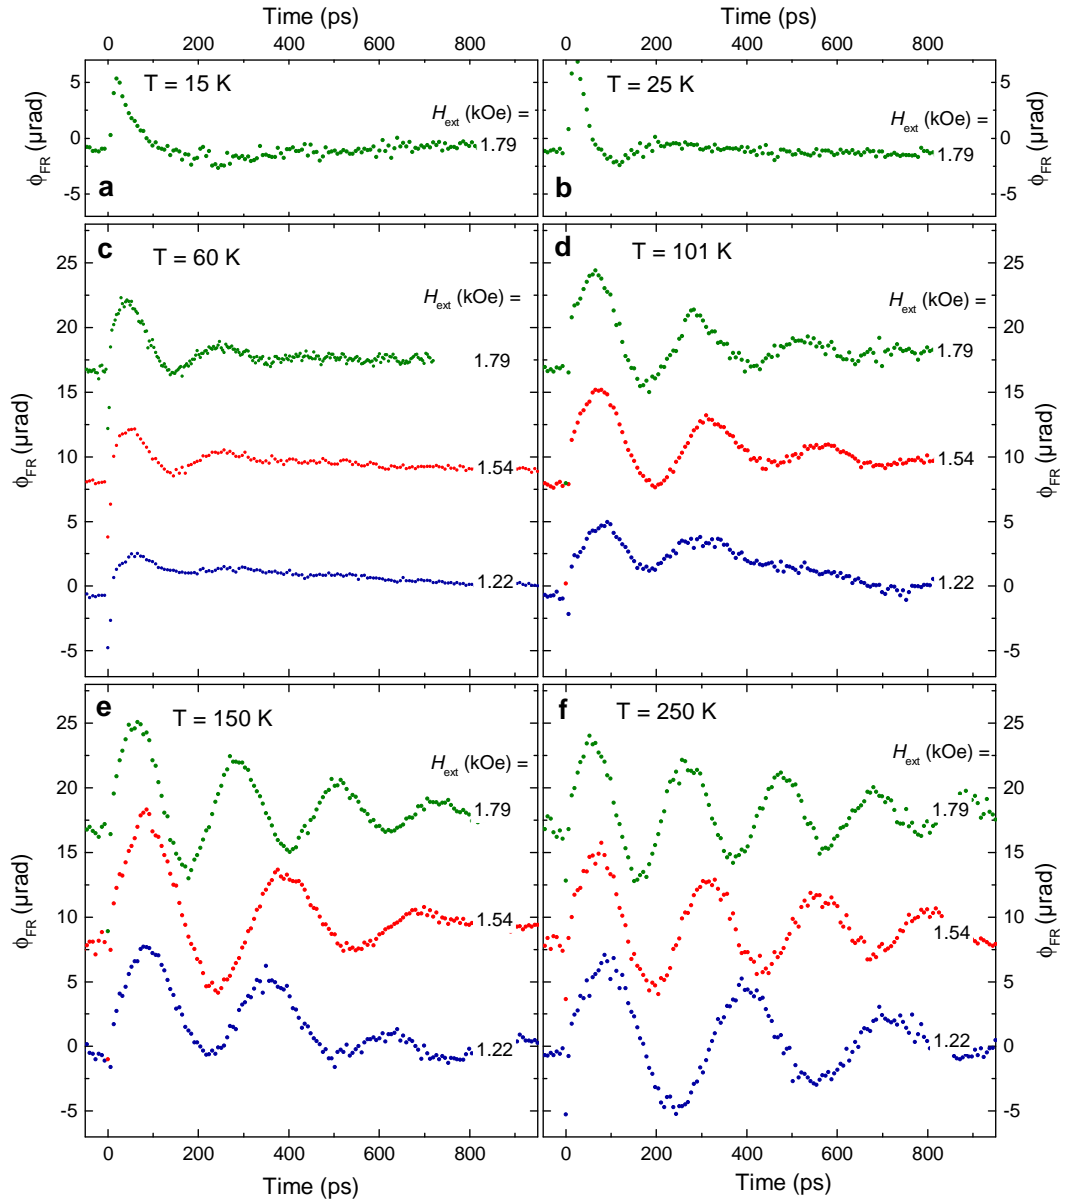 Time (ps)
Time (ps)
0 200 400 600 800
0 200 400 600 800
T = 15 K
Hext (kOe) =
1.79
a
5
0
-5
ϕFR (μrad)
T = 25 K
Hext (kOe) =
1.79
b
5
0
-5
ϕFR (μrad)
c
T = 60 K
Hext (kOe) =
1.79
1.54
1.22
25
20
15
10
5
0
-5
ϕFR (μrad)
d
T = 101 K
Hext (kOe) =
1.79
1.54
1.22
25
20
15
10
5
0
-5
ϕFR (μrad)
e
T = 150 K
Hext (kOe) =
1.79
1.54
1.22
25
20
15
10
5
0
-5
ϕFR (μrad)
f
T = 250 K
Hext (kOe) =
1.79
1.54
1.22
25
20
15
10
5
0
-5
ϕFR (μrad)
0 200 400 600 800
0 200 400 600 800
Time (ps)
Time (ps)